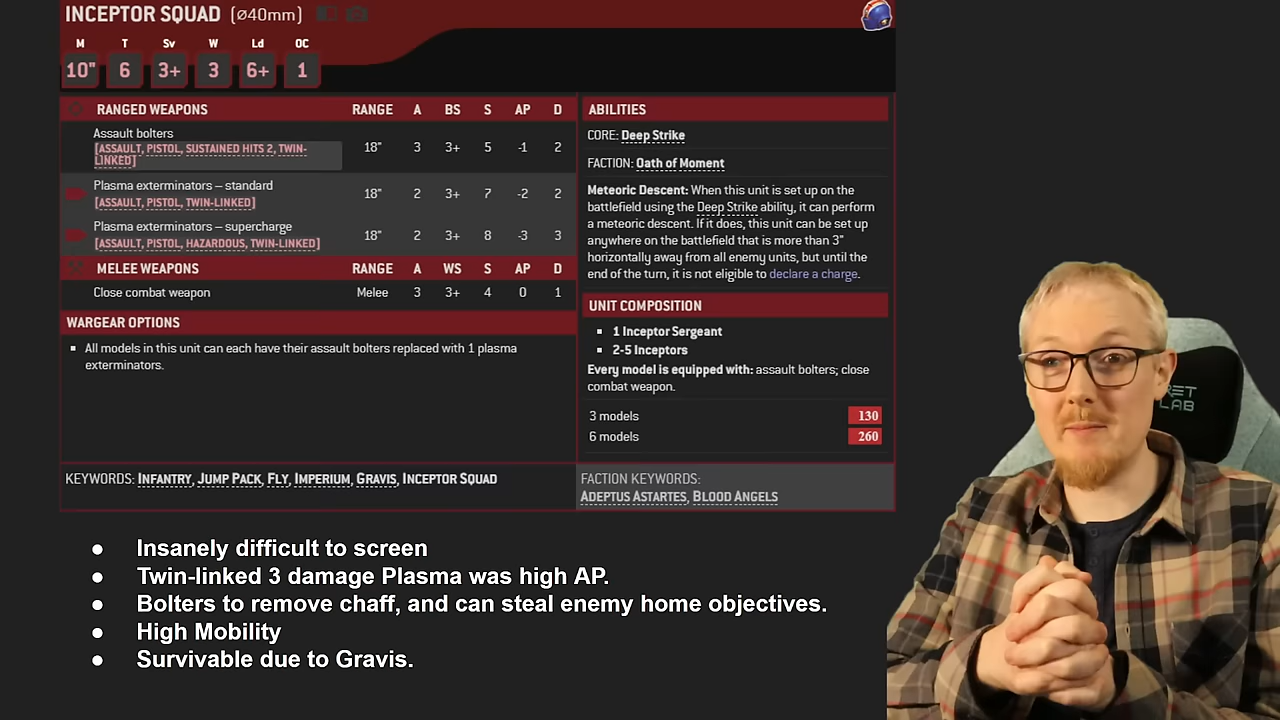 INCEPTOR SQUAD (⌀40mm)
M T Sv W Ld OC
10" 6 3+ 3 6+ 1
RANGED WEAPONS RANGE A BS S AP D
Assault bolters
[ASSAULT, PISTOL, SUSTAINED HITS 2, TWIN-
LINKED]
18" 3 3+ 5 -1 2
Plasma exterminators – standard
[ASSAULT, PISTOL, TWIN-LINKED]
18" 2 3+ 7 -2 2
Plasma exterminators – supercharge
[ASSAULT, PISTOL, HAZARDOUS, TWIN-LINKED]
18" 2 3+ 8 -3 3
MELEE WEAPONS RANGE A WS S AP D
Close combat weapon Melee 3 3+ 4 0 1
WARGEAR OPTIONS
▪ All models in this unit can each have their assault bolters replaced with 1 plasma
exterminators.
ABILITIES
CORE: Deep Strike
FACTION: Oath of Moment
Meteoric Descent: When this unit is set up on the
battlefield using the Deep Strike ability, it can perform
a meteoric descent. If it does, this unit can be set up
anywhere on the battlefield that is more than 3"
horizontally away from all enemy units, but until the
end of the turn, it is not eligible to declare a charge.
UNIT COMPOSITION
▪ 1 Inceptor Sergeant
▪ 2-5 Inceptors
Every model is equipped with: assault bolters; close
combat weapon.
3 models 130
6 models 260
KEYWORDS: INFANTRY, JUMP PACK, FLY, IMPERIUM, GRAVIS, INCEPTOR SQUAD
FACTION KEYWORDS:
ADEPTUS ASTARTES, BLOOD ANGELS
● Insanely difficult to screen
● Twin-linked 3 damage Plasma was high AP.
● Bolters to remove chaff, and can steal enemy home objectives.
● High Mobility
● Survivable due to Gravis.
LAB